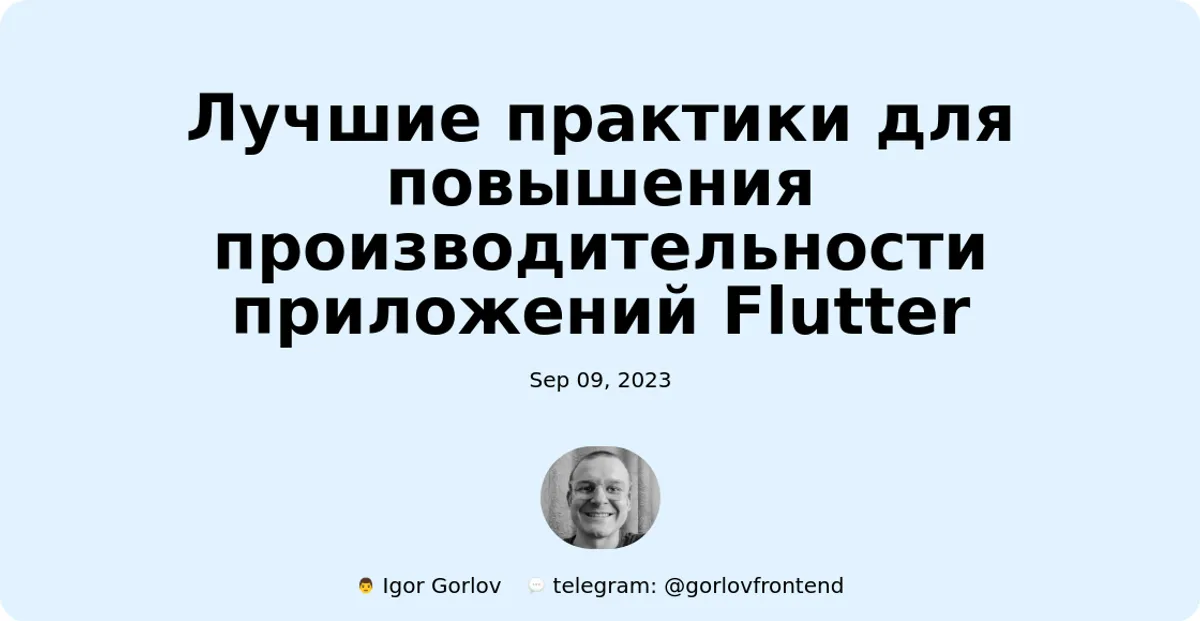 Лучшие практики для
повышения
производительности
приложений Flutter
Sep 09, 2023
👨 Igor Gorlov 💬 telegram: @gorlovfrontend